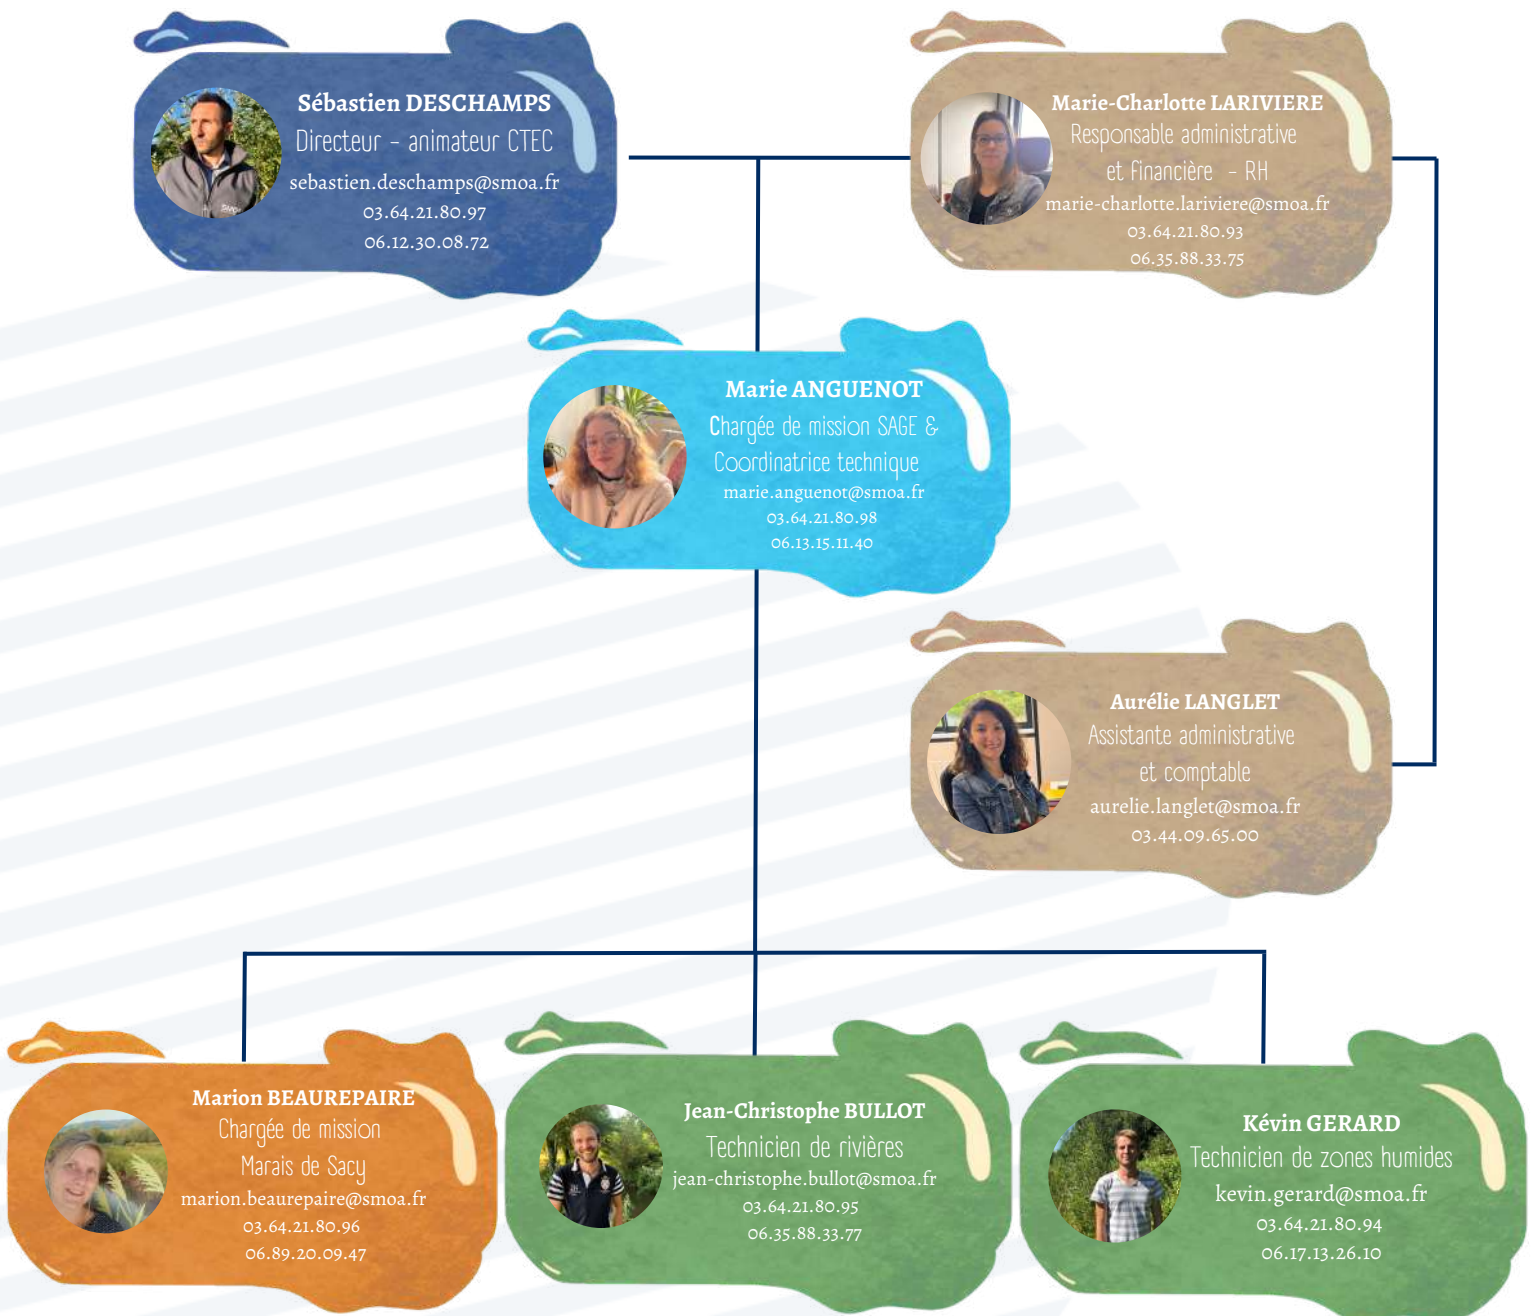 Sébastien DESCHAMPS
Directeur - animateur CTEC
sebastien.deschamps@smoa.fr
03.64.21.80.97
06.12.30.08.72
Marie-Charlotte LARIVIERE
Responsable administrative
et financière - RH
marie-charlotte.lariviere@smoa.fr
03.64.21.80.93
06.35.88.33.75
Marie ANGUENOT
Chargée de mission SAGE &
Coordinatrice technique
marie.anguenot@smoa.fr
03.64.21.80.98
06.13.15.11.40
Aurélie LANGLET
Assistante administrative
et comptable
aurelie.langlet@smoa.fr
03.44.09.65.00
Marion BEAUREPAIRE
Chargée de mission
Marais de Sacy
marion.beaurepaire@smoa.fr
03.64.21.80.96
06.89.20.09.47
Jean-Christophe BULLOT
Technicien de rivières
jean-christophe.bullot@smoa.fr
03.64.21.80.95
06.35.88.33.77
Kévin GERARD
Technicien de zones humides
kevin.gerard@smoa.fr
03.64.21.80.94
06.17.13.26.10